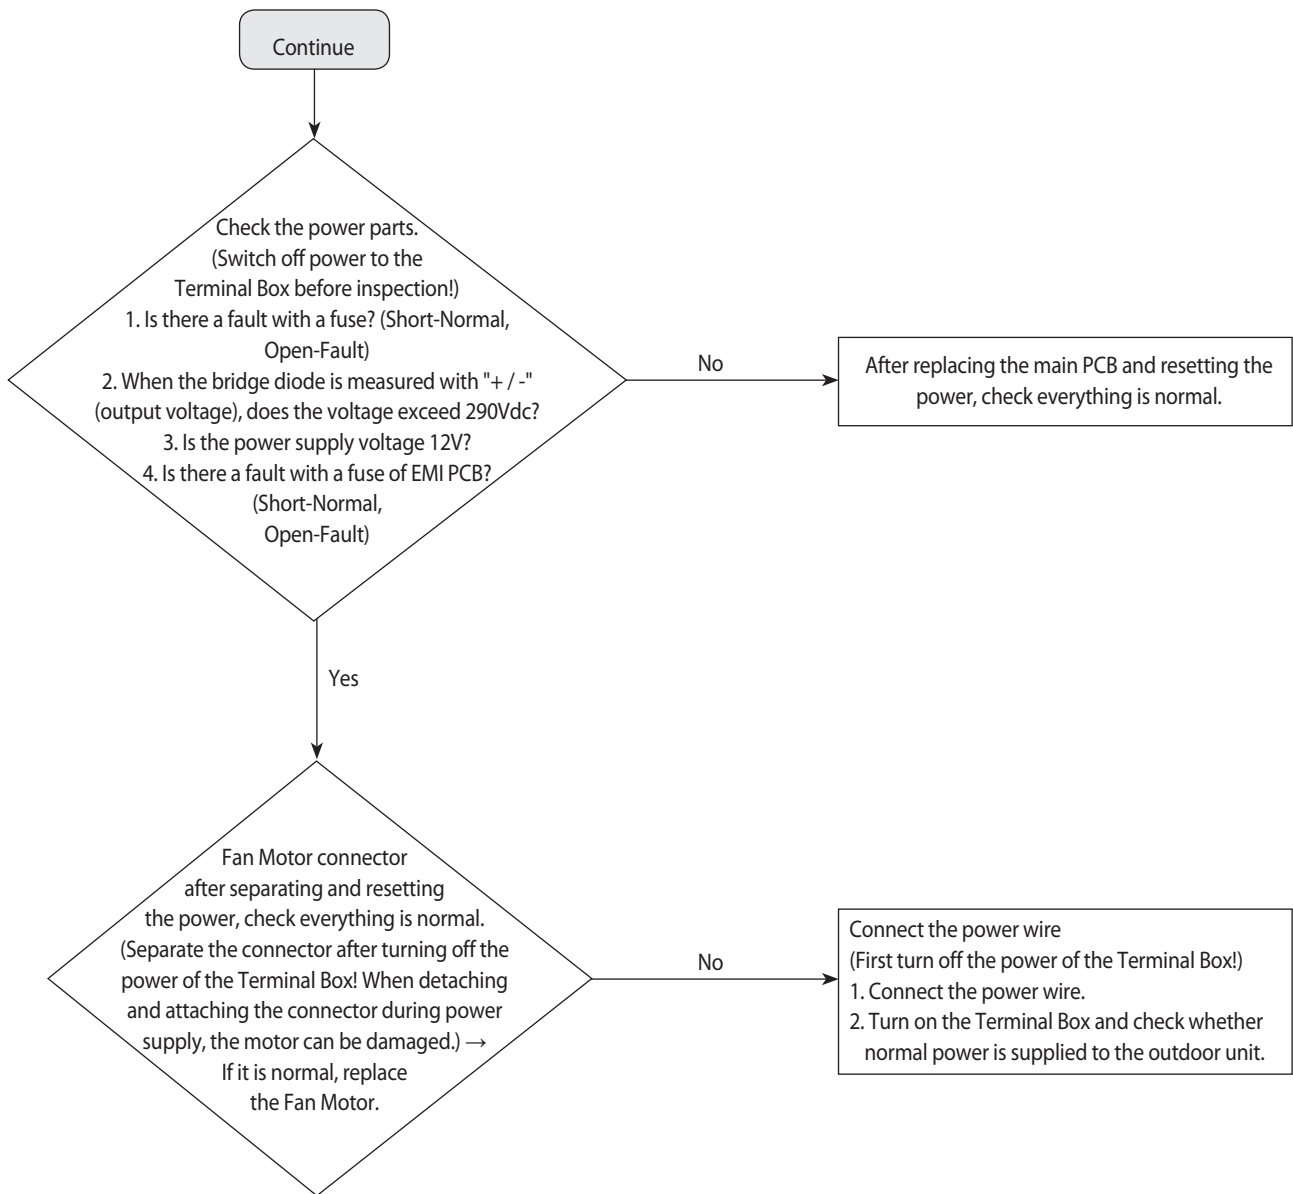 Continue
Check the power parts.
(Switch off power to the
Terminal Box before inspection!)
1. Is there a fault with a fuse? (Short-Normal,
Open-Fault)
2. When the bridge diode is measured with "+ / -"
(output voltage), does the voltage exceed 290Vdc?
3. Is the power supply voltage 12V?
4. Is there a fault with a fuse of EMI PCB?
(Short-Normal,
Open-Fault)
No
After replacing the main PCB and resetting the
power, check everything is normal.
Yes
Fan Motor connector
after separating and resetting
the power, check everything is normal.
(Separate the connector after turning off the
power of the Terminal Box! When detaching
and attaching the connector during power
supply, the motor can be damaged.) →
If it is normal, replace
the Fan Motor.
No
Connect the power wire
(First turn off the power of the Terminal Box!)
1. Connect the power wire.
2. Turn on the Terminal Box and check whether
normal power is supplied to the outdoor unit.